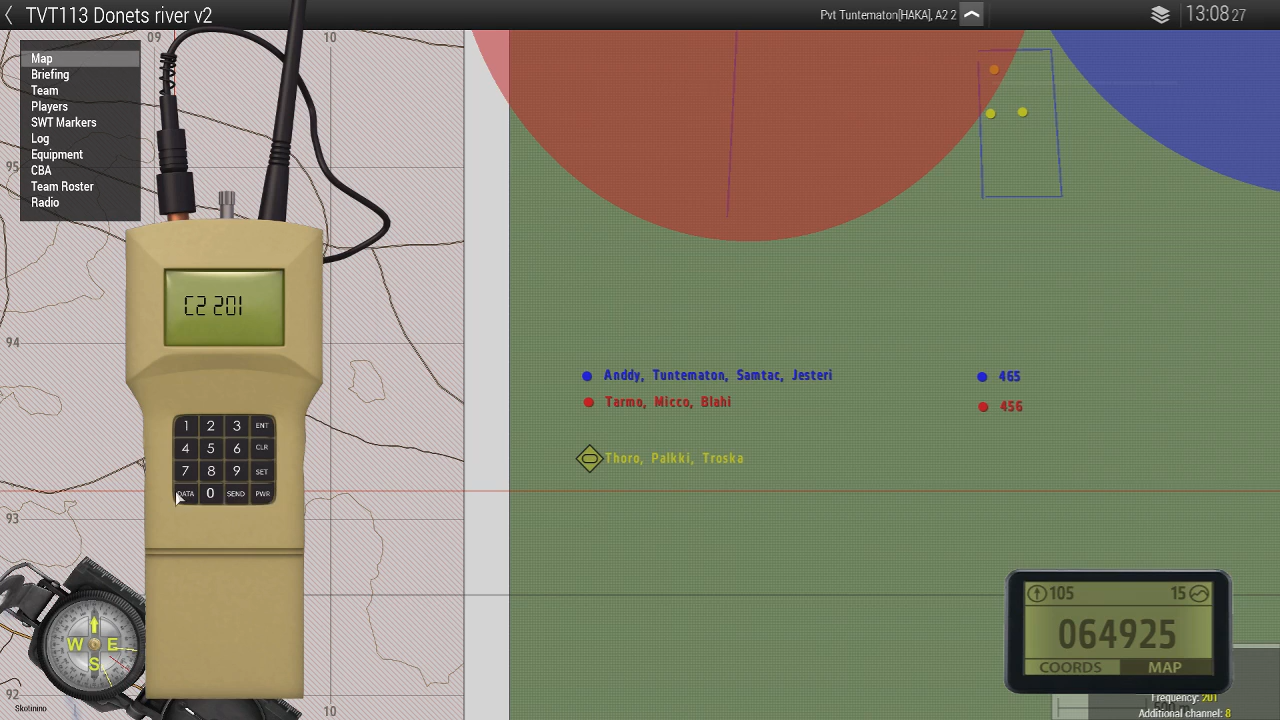 TVT113 Donets river v2
Pvt Tuntematon[HAKA], A2 2
13:08 27
09
10
Map
Briefing
Team
Players
SWT Markers
Log
Equipment
CBA
Team Roster
Radio
95
C2 201
94
Anddy, Tuntematon, Samtac, Jesteri
465
Tarmo, Micco, Blahi
456
1 2 3 ENT
4 5 6 CLR
7 8 9 SET
DATA 0 SEND PWR
Thoro, Palkki, Troska
93
105
15
064925
COORDS MAP
W E
S
92
Skotinino
10
Frequency: 201
Additional channel: 8